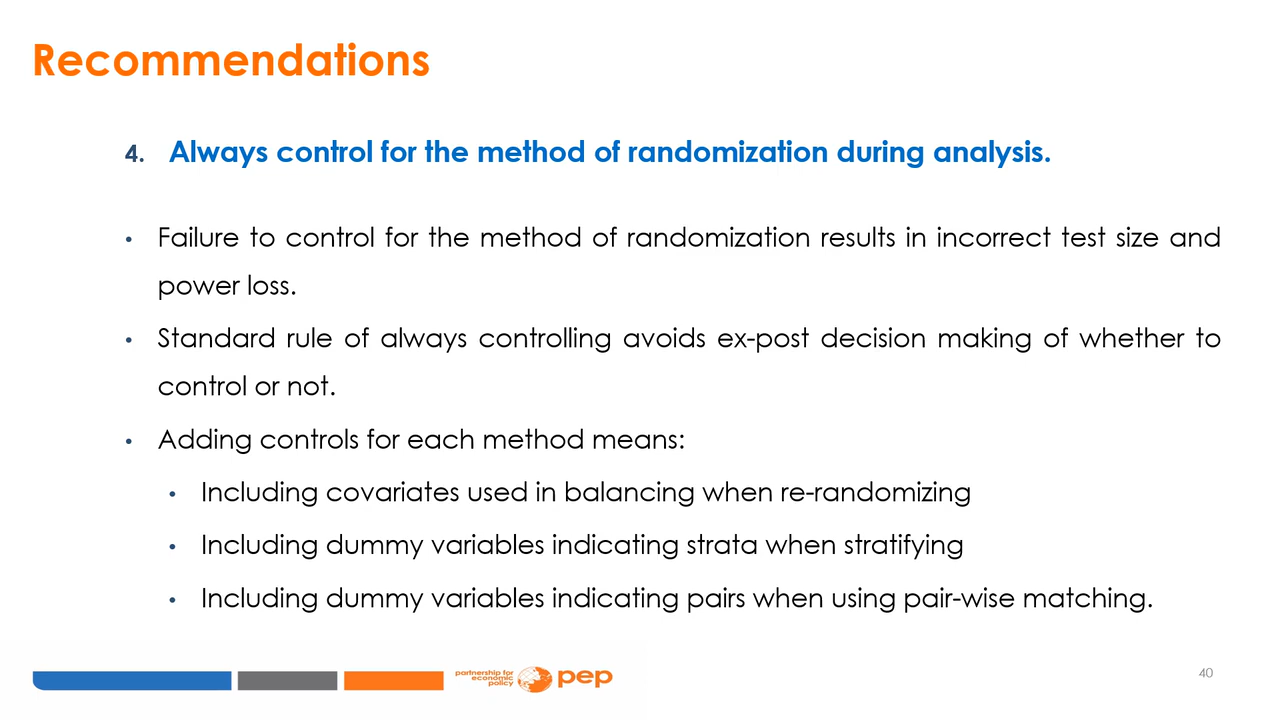 Recommendations
4. Always control for the method of randomization during analysis.
• Failure to control for the method of randomization results in incorrect test size and
power loss.
• Standard rule of always controlling avoids ex-post decision making of whether to
control or not.
• Adding controls for each method means:
• Including covariates used in balancing when re-randomizing
• Including dummy variables indicating strata when stratifying
• Including dummy variables indicating pairs when using pair-wise matching.
partnership for
economic
policy
pep
40